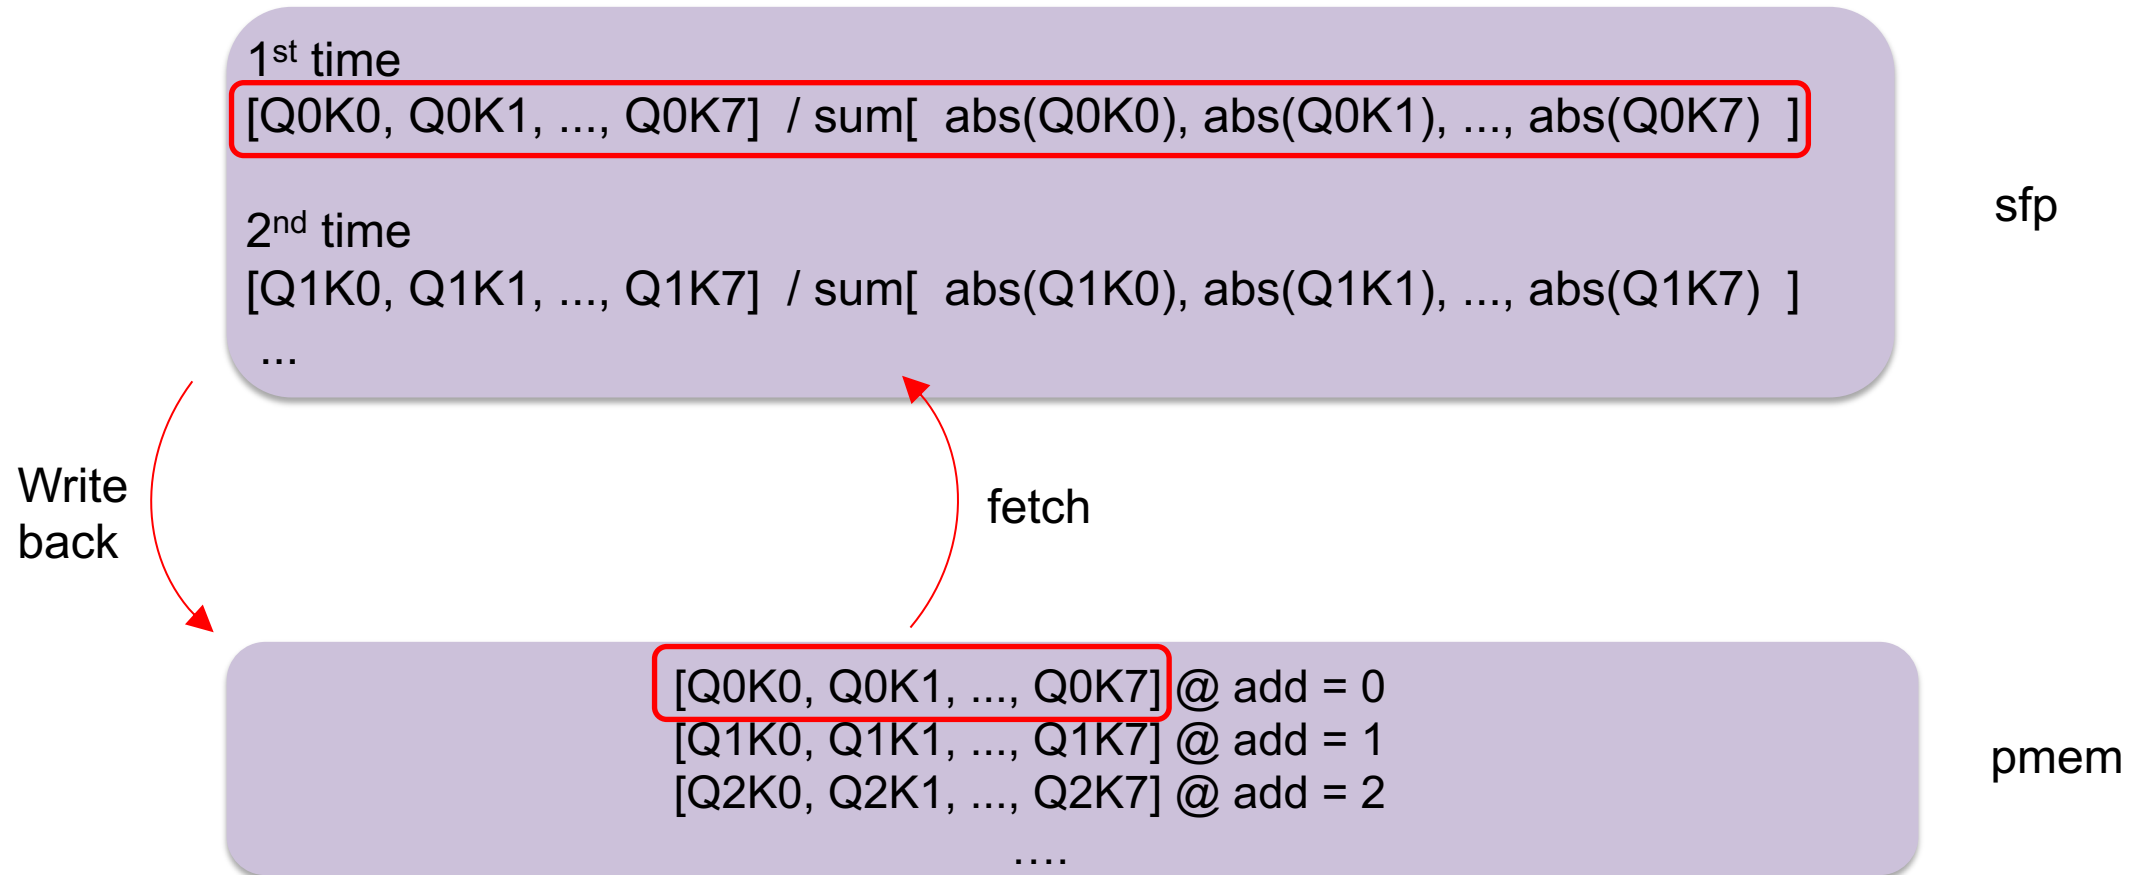 1st time
[Q0K0, Q0K1, ..., Q0K7] / sum[ abs(Q0K0), abs(Q0K1), ..., abs(Q0K7) ]
2nd time
[Q1K0, Q1K1, ..., Q1K7] / sum[ abs(Q1K0), abs(Q1K1), ..., abs(Q1K7) ]
...
sfp
Write
back
fetch
[Q0K0, Q0K1, ..., Q0K7] @ add = 0
[Q1K0, Q1K1, ..., Q1K7] @ add = 1
[Q2K0, Q2K1, ..., Q2K7] @ add = 2
....
pmem